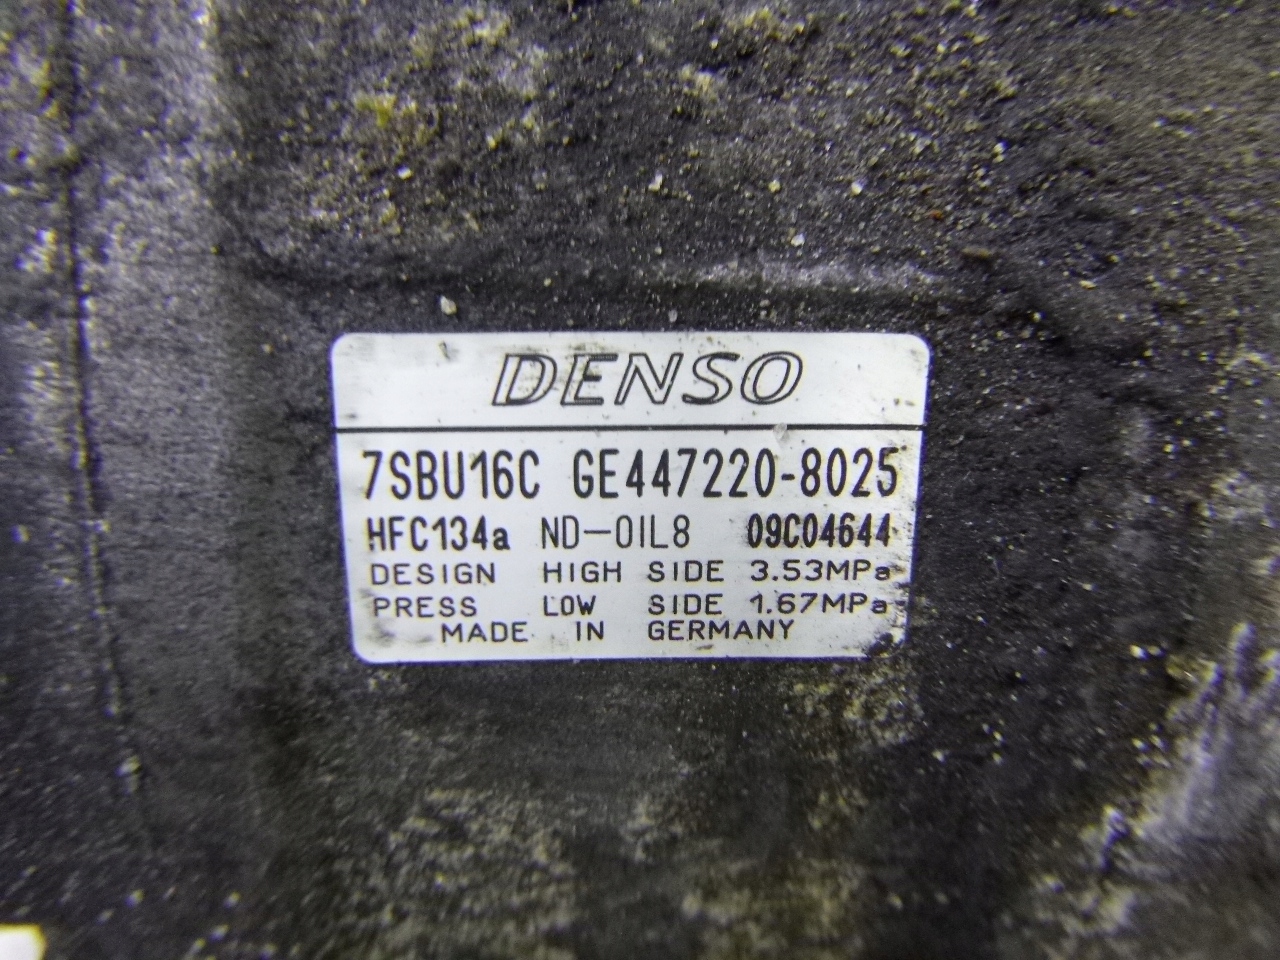 DENSO
7SBU16C GE447220-8025
HFC134a ND-OIL8 09C04644
DESIGN HIGH SIDE 3.53MPa
PRESS LOW SIDE 1.67MPa
MADE IN GERMANY